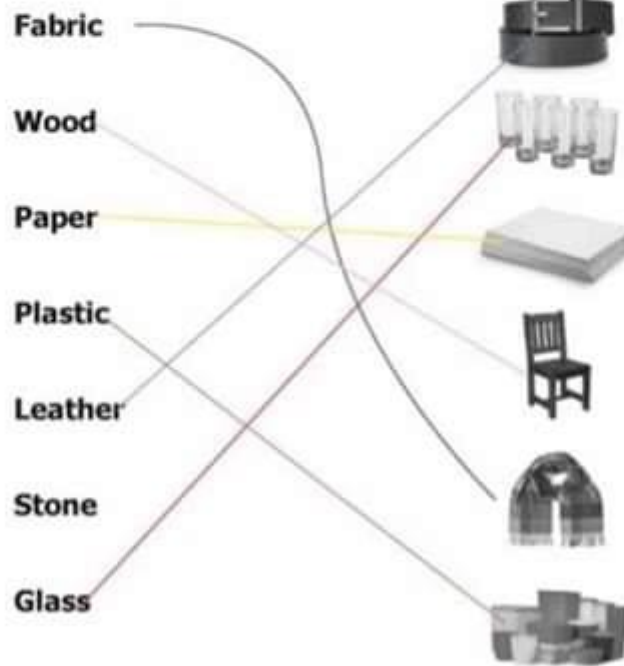 Fabric
Wood
Paper
Plastic
Leather
Stone
Glass